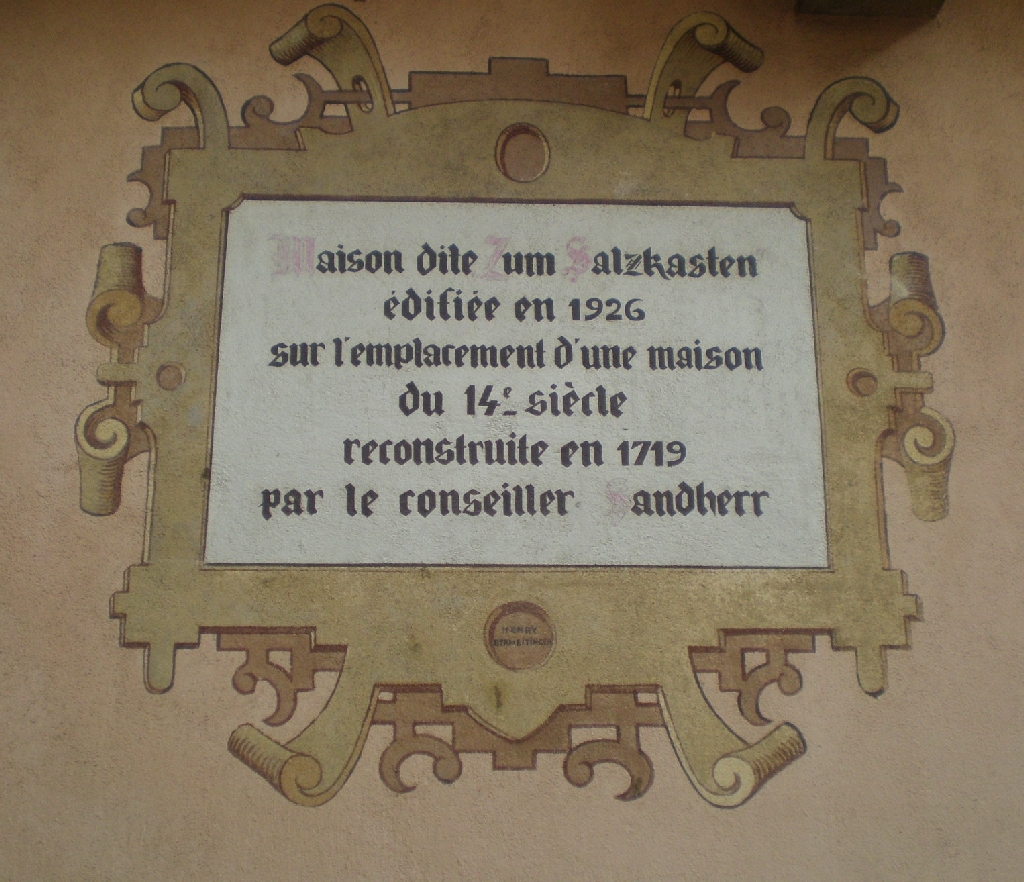 Maison dite Zum Salzkasten
édifiée en 1926
sur l'emplacement d'une maison
du 14e siècle
reconstruite en 1719
par le conseiller Sandherr
HENRY